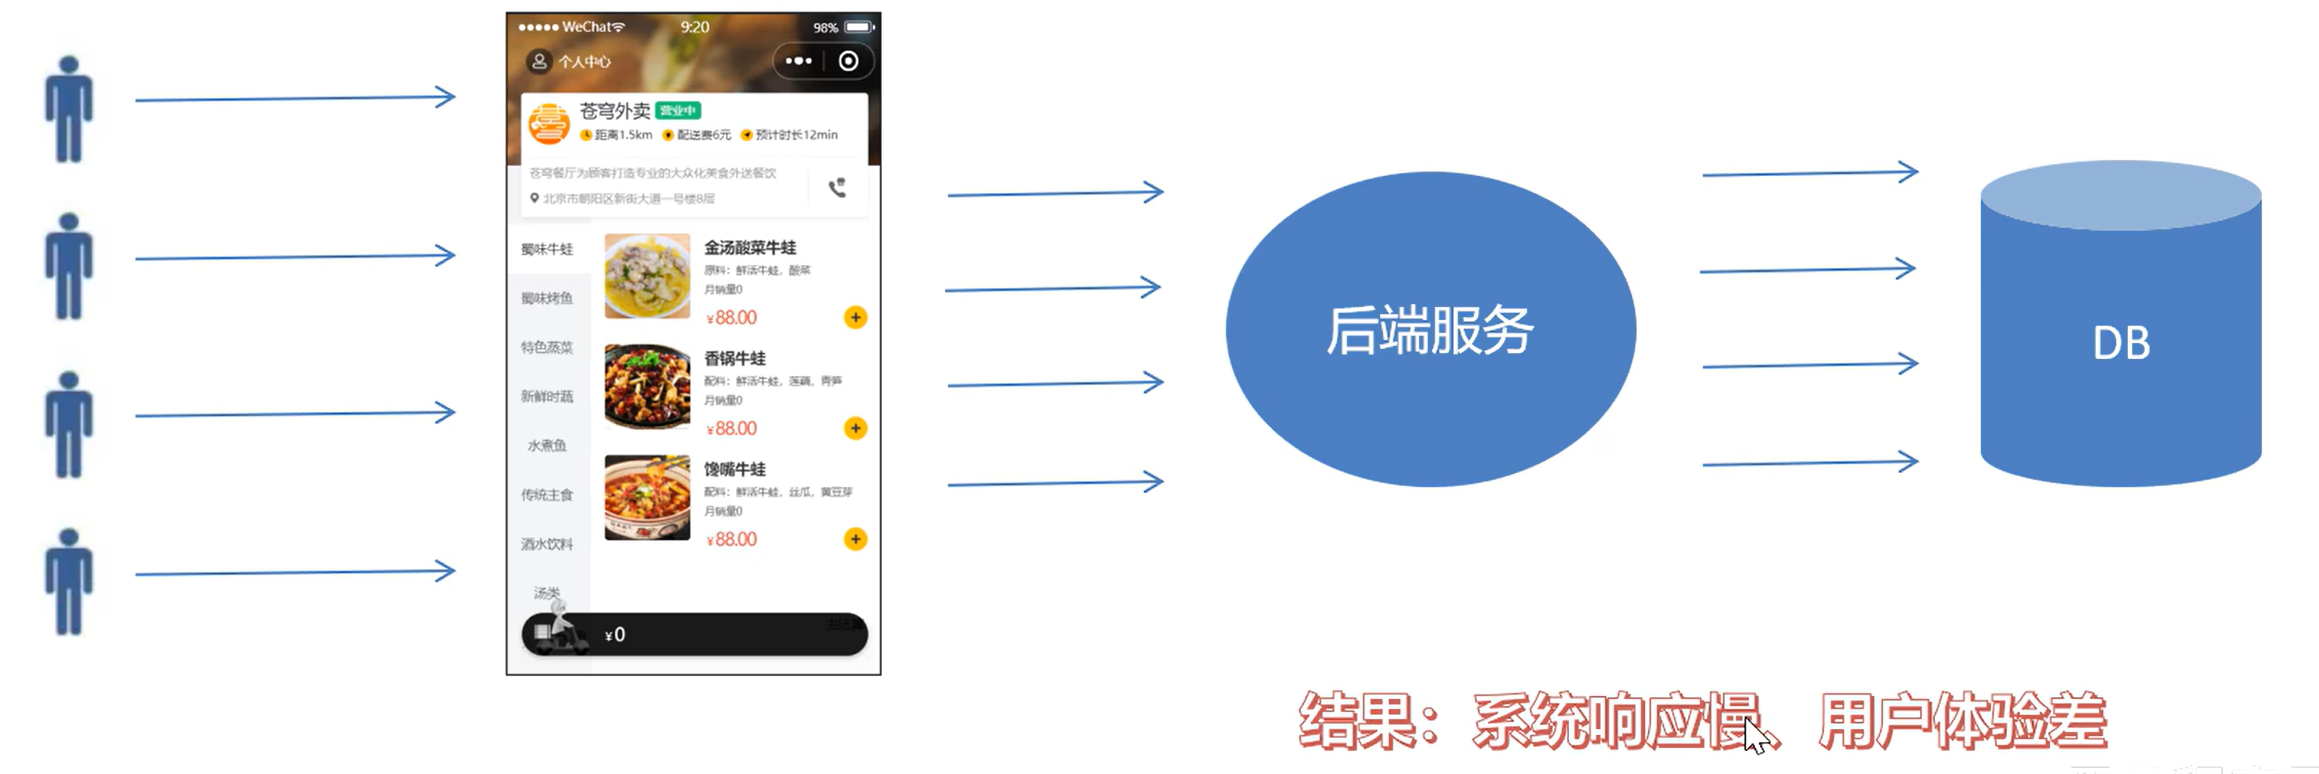 WeChat 9:20 98%
个人中心
苍穹外卖 营业中
距离1.5km 配送费6元 预计时长12min
苍穹餐厅为顾客打造专业的大众化美食外送餐饮
北京市朝阳区新街大道一号楼8层
蜀味牛蛙
蜀味烤鱼
特色蒸菜
新鲜时蔬
水煮鱼
传统主食
酒水饮料
汤类
金汤酸菜牛蛙
原料：鲜活牛蛙，酸菜
月销量0
¥88.00
香锅牛蛙
配料：鲜活牛蛙，莲藕，青笋
月销量0
¥88.00
馋嘴牛蛙
配料：鲜活牛蛙，丝瓜，黄豆芽
月销量0
¥88.00
¥0
后端服务
DB
结果：系统响应慢、用户体验差